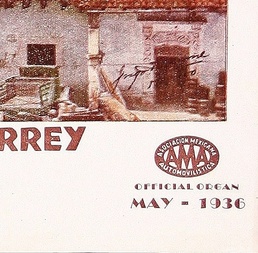 RREY
ASOCIACION MEXICANA
AMA
AUTOMOVILISTICA
OFFICIAL ORGAN
MAY - 1936